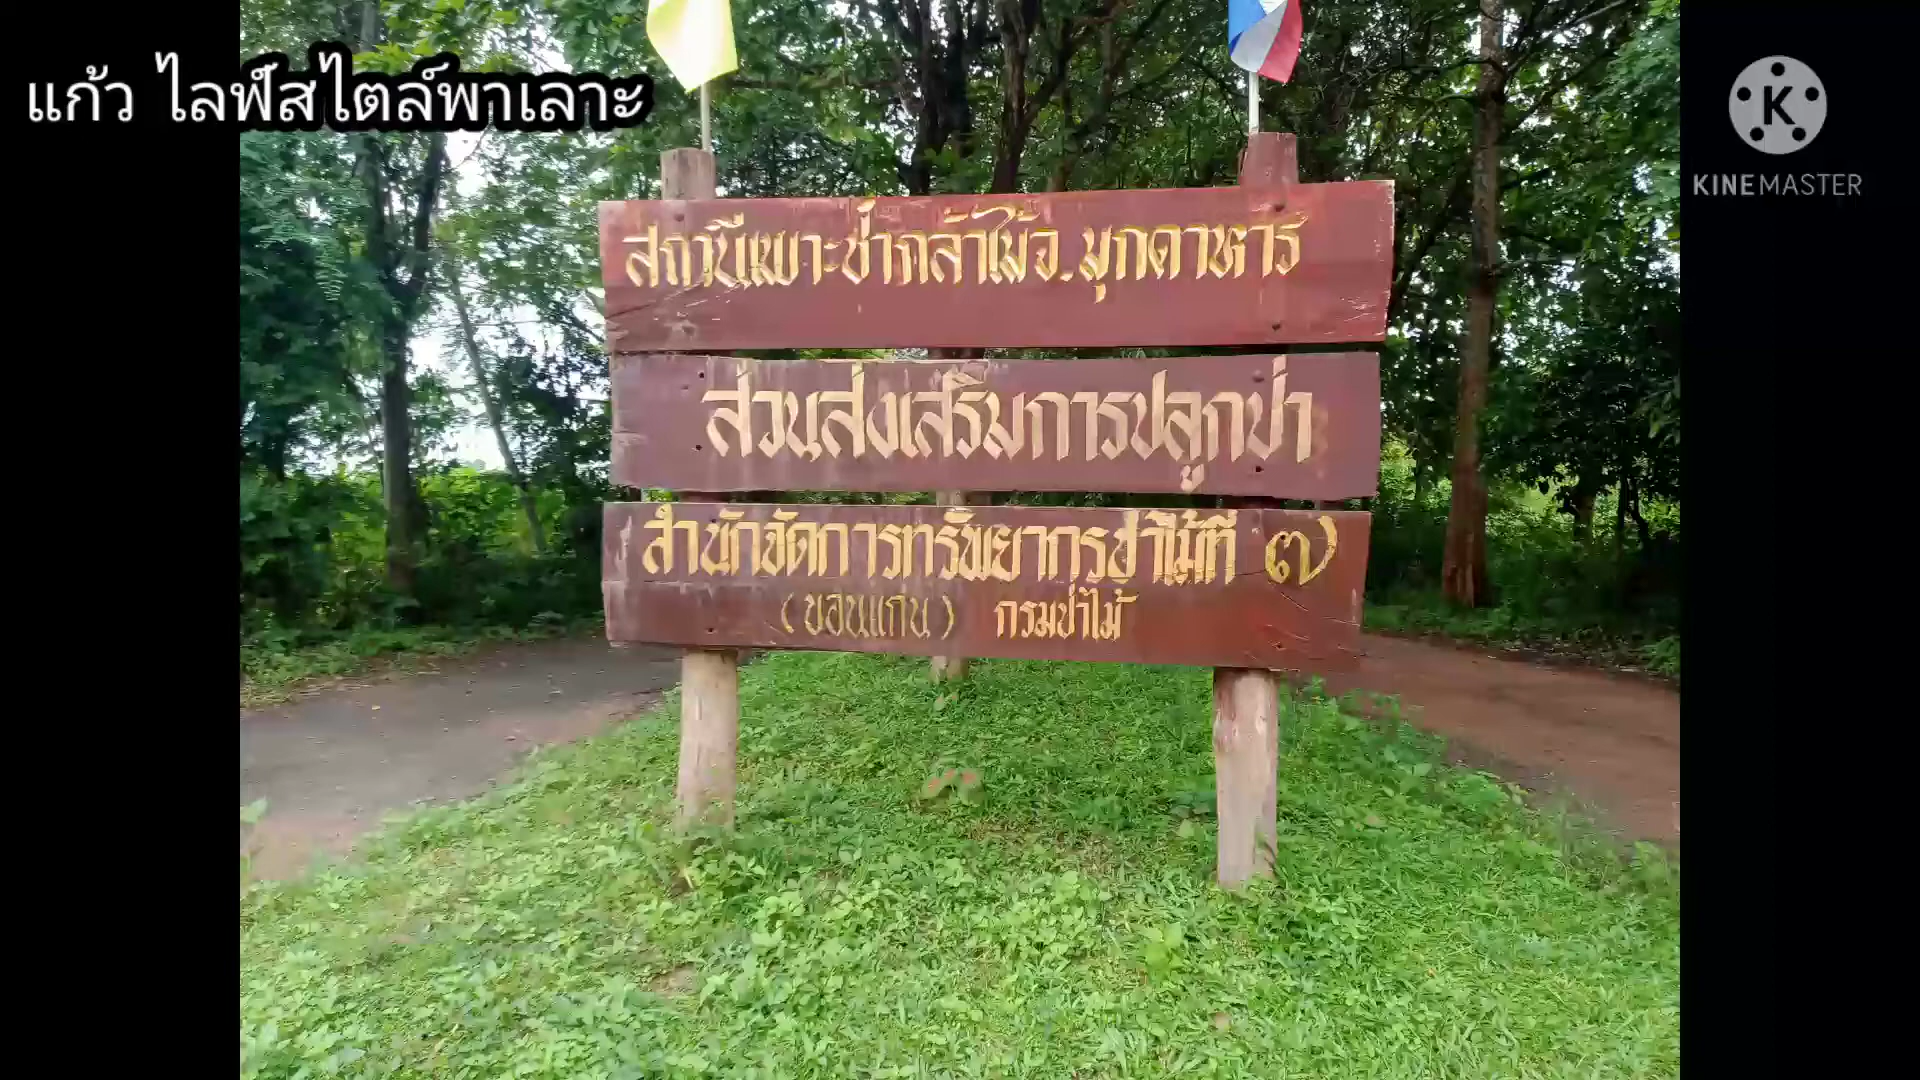 แก้ว ไลฟ์สไตล์พาเลาะ
KINEMASTER
สถานีเพาะชำกล้าไม้จ.มุกดาหาร
ส่วนส่งเสริมการปลูกป่า
สำนักจัดการทรัพยากรป่าไม้ที่ ๗
(ขอนแก่น) กรมป่าไม้